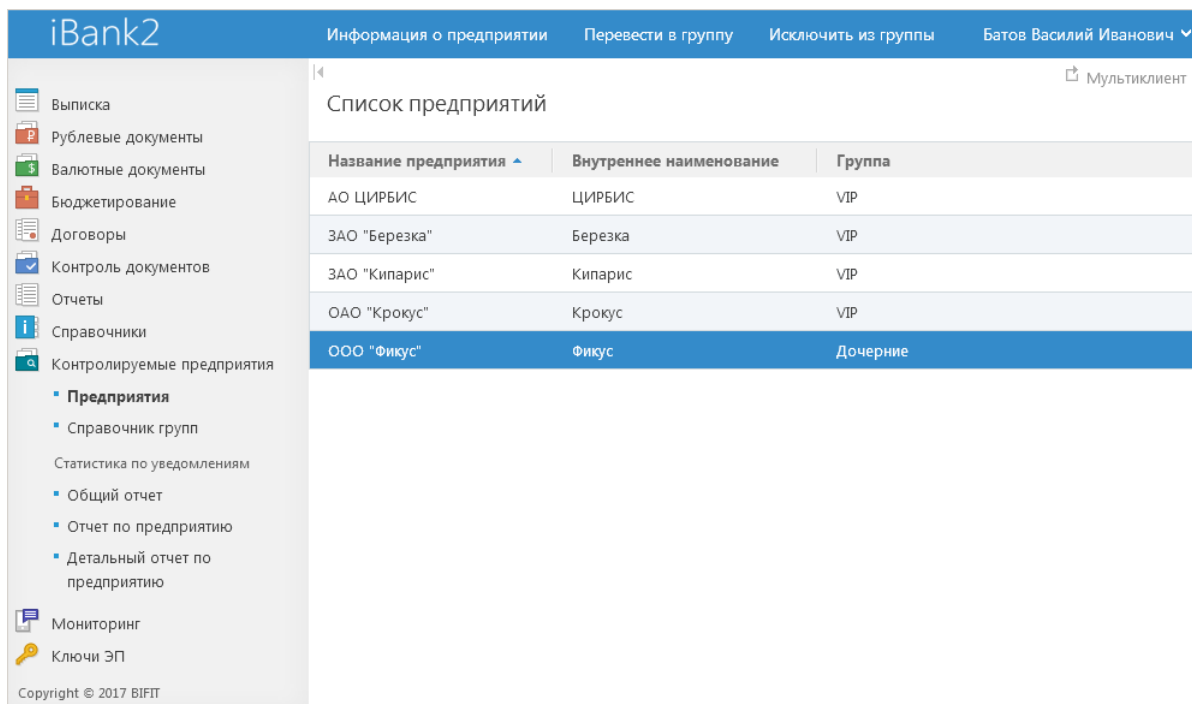 iBank2
Информация о предприятии Перевести в группу Исключить из группы Батов Василий Иванович
Мультиклиент
Выписка
Рублевые документы
Валютные документы
Бюджетирование
Договоры
Контроль документов
Отчеты
Справочники
Контролируемые предприятия
Предприятия
Справочник групп
Статистика по уведомлениям
Общий отчет
Отчет по предприятию
Детальный отчет по
предприятию
Мониторинг
Ключи ЭП
Copyright © 2017 BIFIT
Список предприятий
Название предприятия Внутреннее наименование Группа
АО ЦИРБИС ЦИРБИС VIP
ЗАО "Березка" Березка VIP
ЗАО "Кипарис" Кипарис VIP
ОАО "Крокус" Крокус VIP
ООО "Фикус" Фикус Дочерние